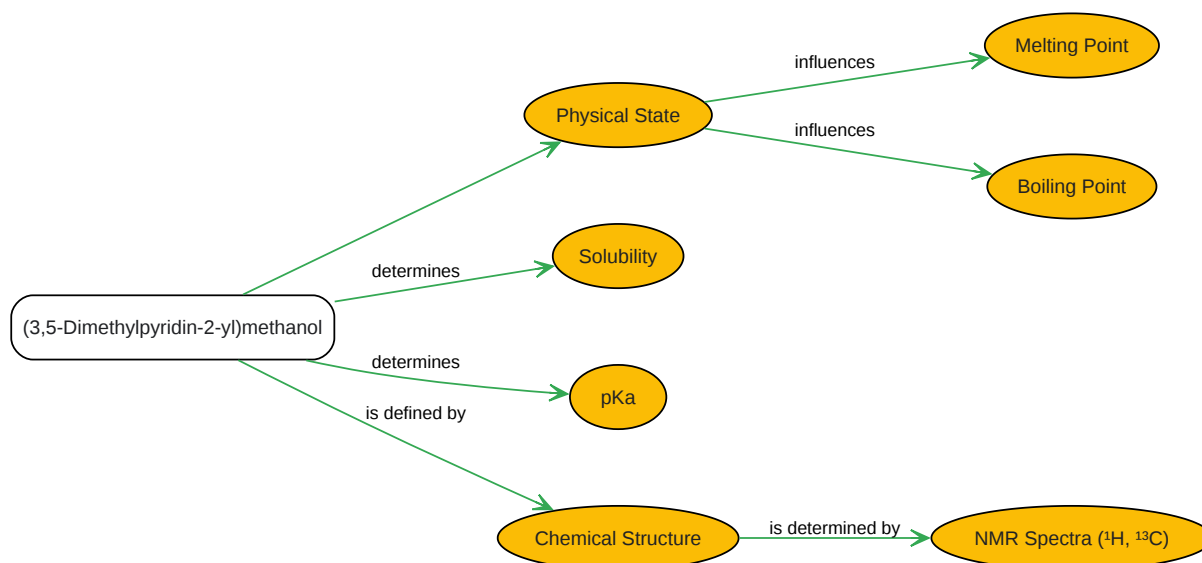 Melting Point
influences
Physical State
influences
Boiling Point
Solubility
determines
(3,5-Dimethylpyridin-2-yl)methanol
determines
pKa
is defined by
Chemical Structure
is determined by
NMR Spectra (¹H, ¹³C)